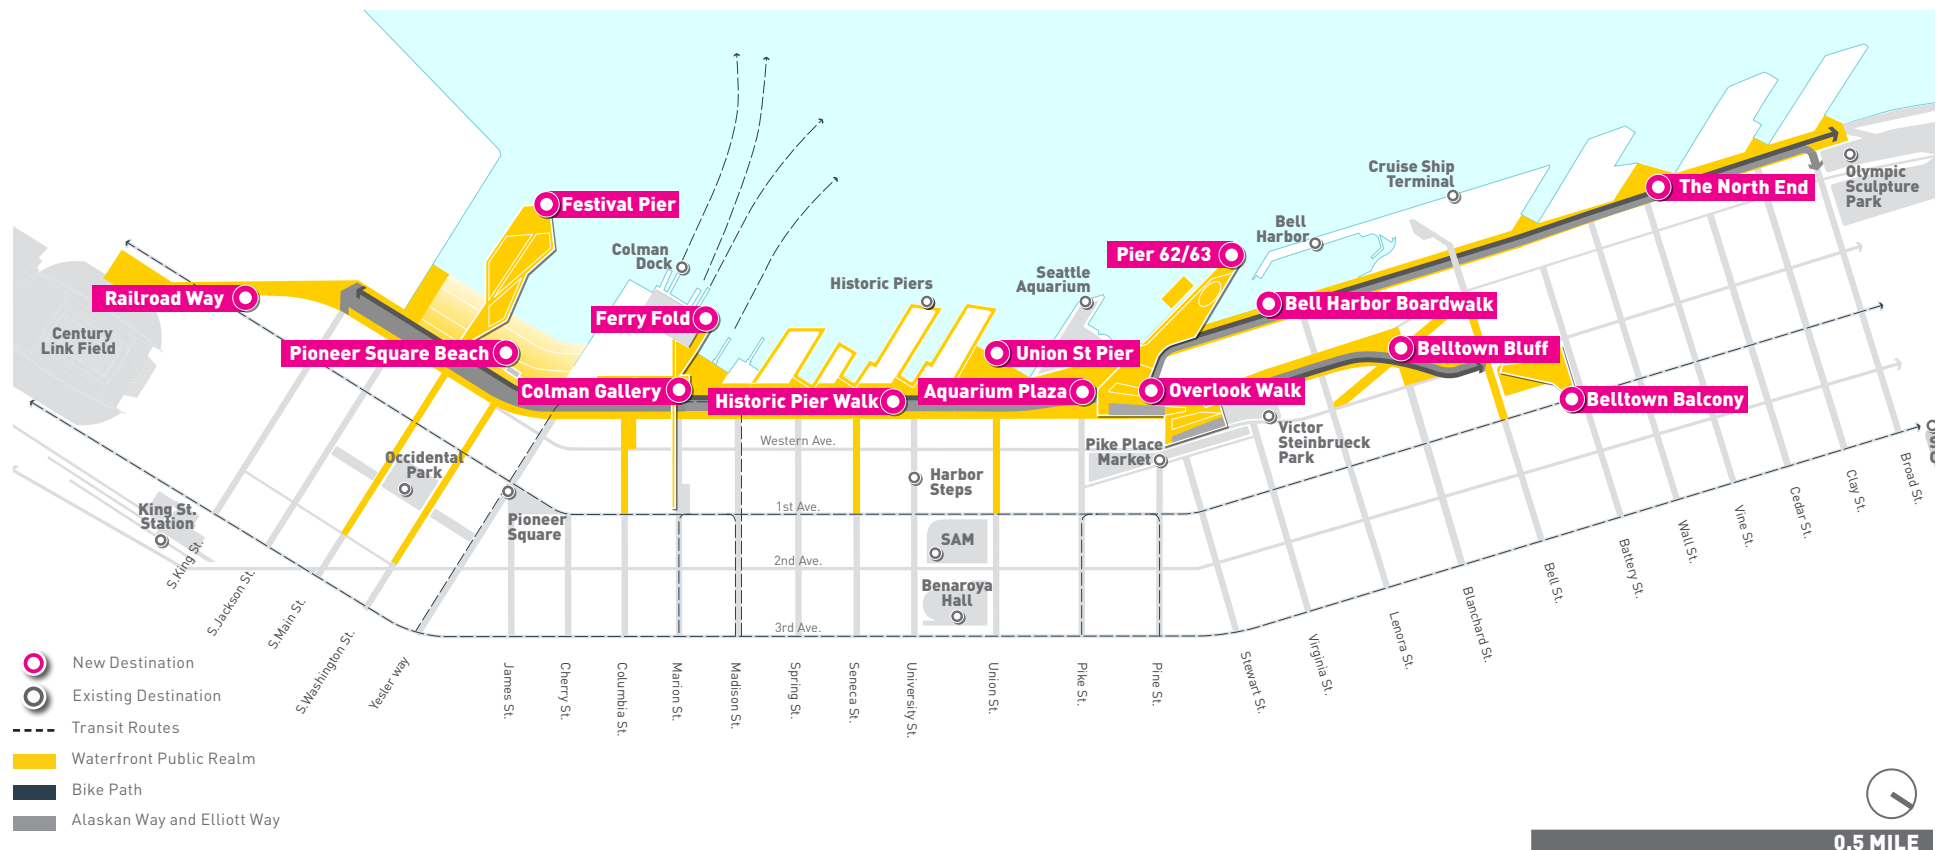 Festival Pier
Colman
Dock
Railroad Way
Century
Link Field
Ferry Fold
Pioneer Square Beach
Colman Gallery
Historic Piers
Historic Pier Walk
Seattle
Aquarium
Union St Pier
Aquarium Plaza
Pier 62/63
Bell
Harbor
Cruise Ship
Terminal
Bell Harbor Boardwalk
Overlook Walk
Belltown Bluff
Belltown Balcony
The North End
Olympic
Sculpture
Park
Victor
Steinbrueck
Park
Pike Place
Market
Western Ave.
Harbor
Steps
1st Ave.
SAM
2nd Ave.
Benaroya
Hall
3rd Ave.
Occidental
Park
King St.
Station
Pioneer
Square
S.King St.
S.Jackson St.
S.Main St.
S.Washington St.
Yesler way
James St.
Cherry St.
Columbia St.
Marion St.
Madison St.
Spring St.
Seneca St.
University St.
Union St.
Pike St.
Pine St.
Stewart St.
Virginia St.
Lenora St.
Blanchard St.
Bell St.
Battery St.
Wall St.
Vine St.
Cedar St.
Clay St.
Broad St.
New Destination
Existing Destination
Transit Routes
Waterfront Public Realm
Bike Path
Alaskan Way and Elliott Way
0.5 MILE